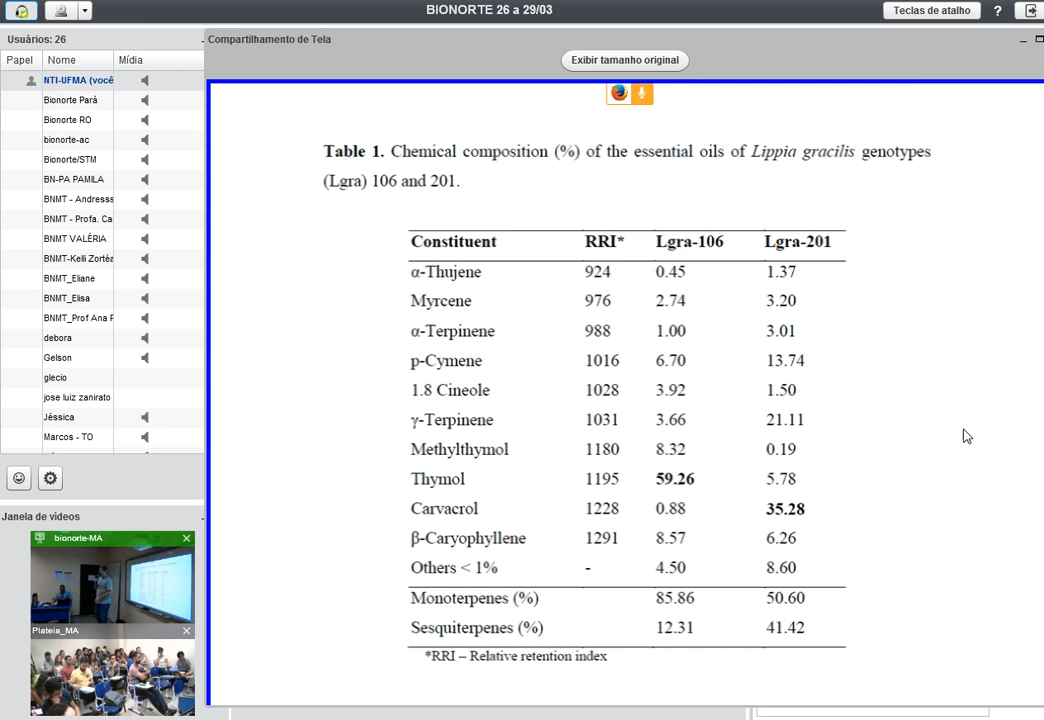 BIONORTE 26 a 29/03
Teclas de atalho
?
Usuários: 26
Papel Nome Mídia
NTI-UFMA (você
Bionorte Pará
Bionorte RO
bionorte-ac
Bionorte/STM
BN-PA PAMILA
BNMT - Andresss
BNMT - Profa. Ca
BNMT VALÉRIA
BNMT-Kelli Zortéa
BNMT_Eliane
BNMT_Elisa
BNMT_Prof Ana F
debora
Gelson
glecio
jose luiz zanirato
Jéssica
Marcos - TO
Janela de videos
bionorte-MA
Plateia_MA
Compartilhamento de Tela
Exibir tamanho original
Table 1. Chemical composition (%) of the essential oils of Lippia gracilis genotypes
(Lgra) 106 and 201.
Constituent RRI* Lgra-106 Lgra-201
α-Thujene 924 0.45 1.37
Myrcene 976 2.74 3.20
α-Terpinene 988 1.00 3.01
p-Cymene 1016 6.70 13.74
1.8 Cineole 1028 3.92 1.50
γ-Terpinene 1031 3.66 21.11
Methylthymol 1180 8.32 0.19
Thymol 1195 59.26 5.78
Carvacrol 1228 0.88 35.28
β-Caryophyllene 1291 8.57 6.26
Others < 1% - 4.50 8.60
Monoterpenes (%) 85.86 50.60
Sesquiterpenes (%) 12.31 41.42
*RRI – Relative retention index